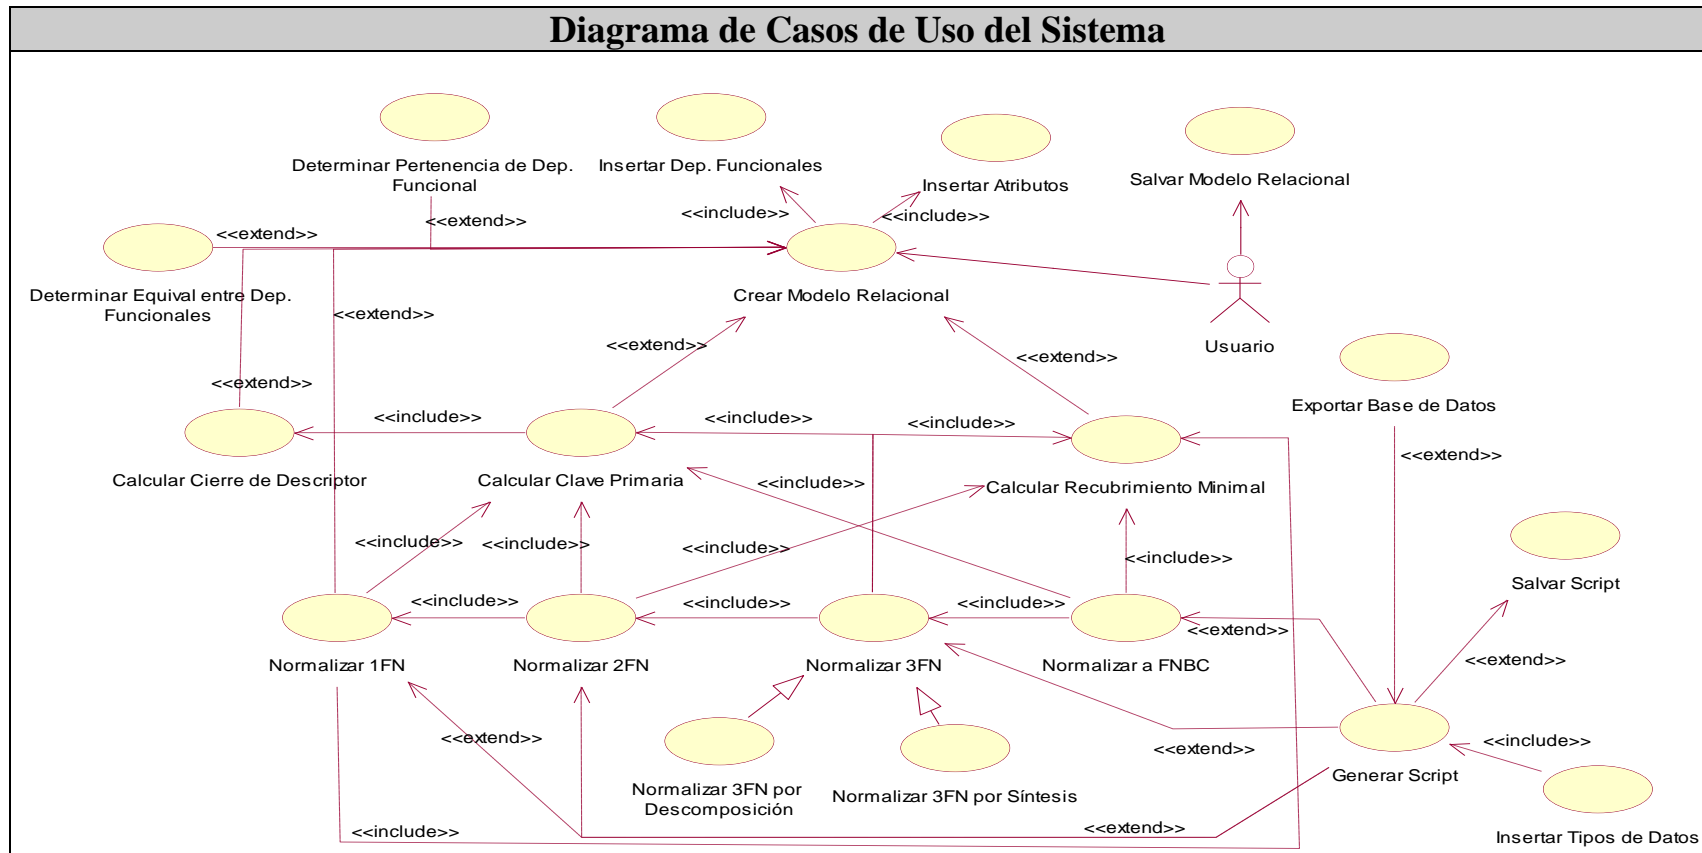 Diagrama de Casos de Uso del Sistema
Determinar Pertenencia de Dep.
Funcional
Insertar Dep. Funcionales
Insertar Atributos
Salvar Modelo Relacional
<<extend>>
<<include>>
<<include>>
<<extend>>
Determinar Equival entre Dep.
Funcionales
Crear Modelo Relacional
<<extend>>
Usuario
<<extend>>
<<extend>>
<<extend>>
Exportar Base de Datos
<<include>>
<<include>>
<<include>>
<<extend>>
Calcular Cierre de Descriptor
Calcular Clave Primaria
<<include>>
Calcular Recubrimiento Minimal
<<include>>
<<include>>
<<include>>
<<include>>
Salvar Script
<<include>>
<<include>>
<<include>>
<<extend>>
Normalizar 1FN
Normalizar 2FN
Normalizar 3FN
Normalizar a FNBC
<<extend>>
<<extend>>
<<extend>>
<<include>>
Generar Script
Normalizar 3FN por
Descomposición
Normalizar 3FN por Síntesis
<<include>>
<<extend>>
Insertar Tipos de Datos